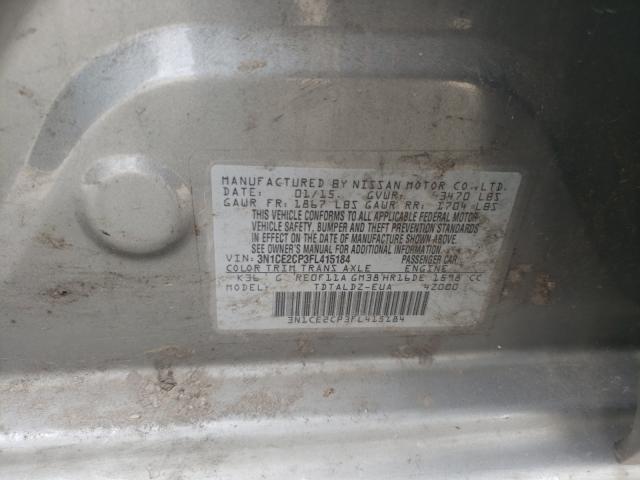 MANUFACTURED BY NISSAN MOTOR CO.,LTD.
DATE: 01/15. GVWR: 3470 LBS
GAWR FR: 1867 LBS GAWR RR: 1704 LBS
THIS VEHICLE CONFORMS TO ALL APPLICABLE FEDERAL MOTOR
VEHICLE SAFETY, BUMPER AND THEFT PREVENTION STANDARDS
IN EFFECT ON THE DATE OF MANUFACTURE SHOWN ABOVE.
SEE OWNER'S MANUAL FOR ADDITIONAL INFORMATION.
VIN: 3N1CE2CP3FL415184 PASSENGER CAR
COLOR TRIM TRANS AXLE ENGINE
K36 G RE0F11A GM38 HR16DE 1598 CC
MODEL: TDTALDZ-EUA 42000
3N1CE2CP3FL415184